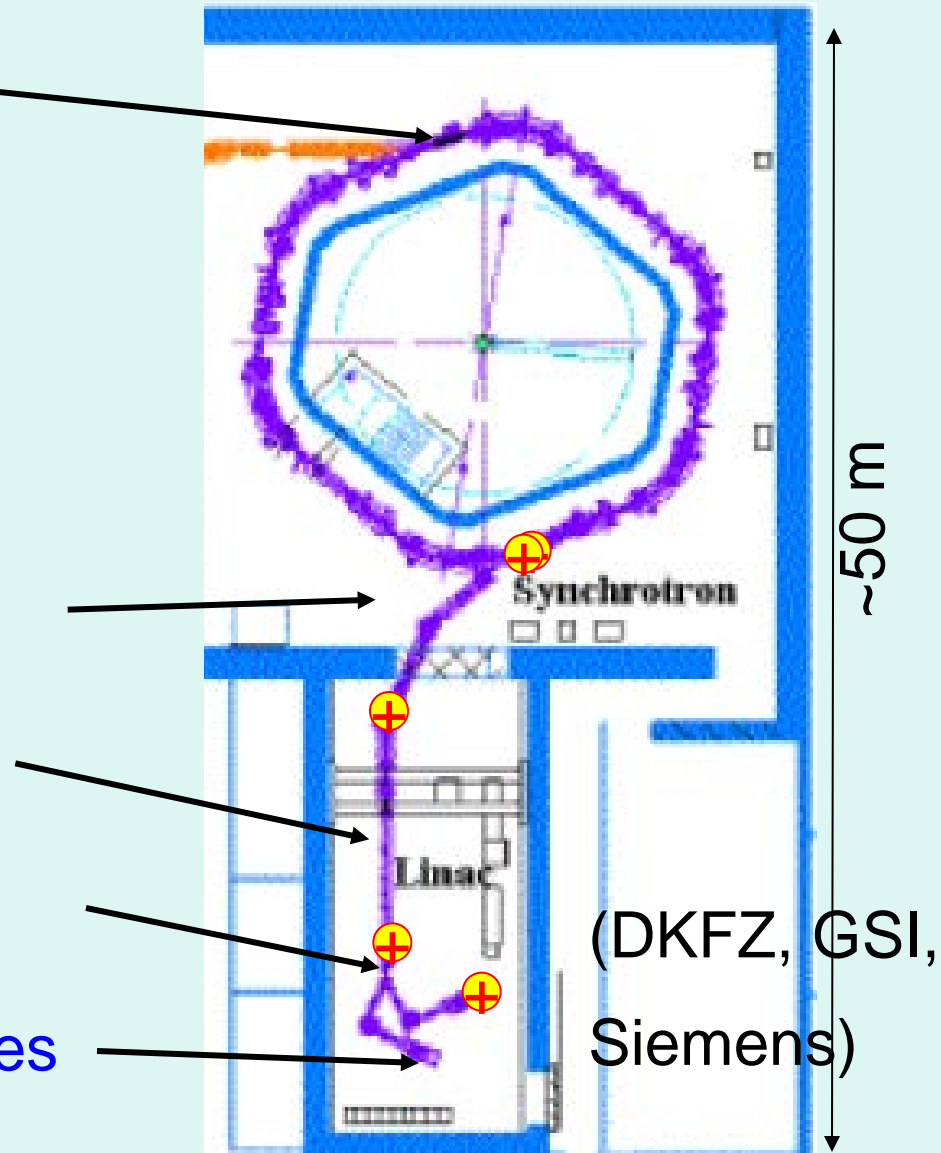 ~50 m
Synchrotron
Linac
(DKFZ, GSI,
Siemens)
es